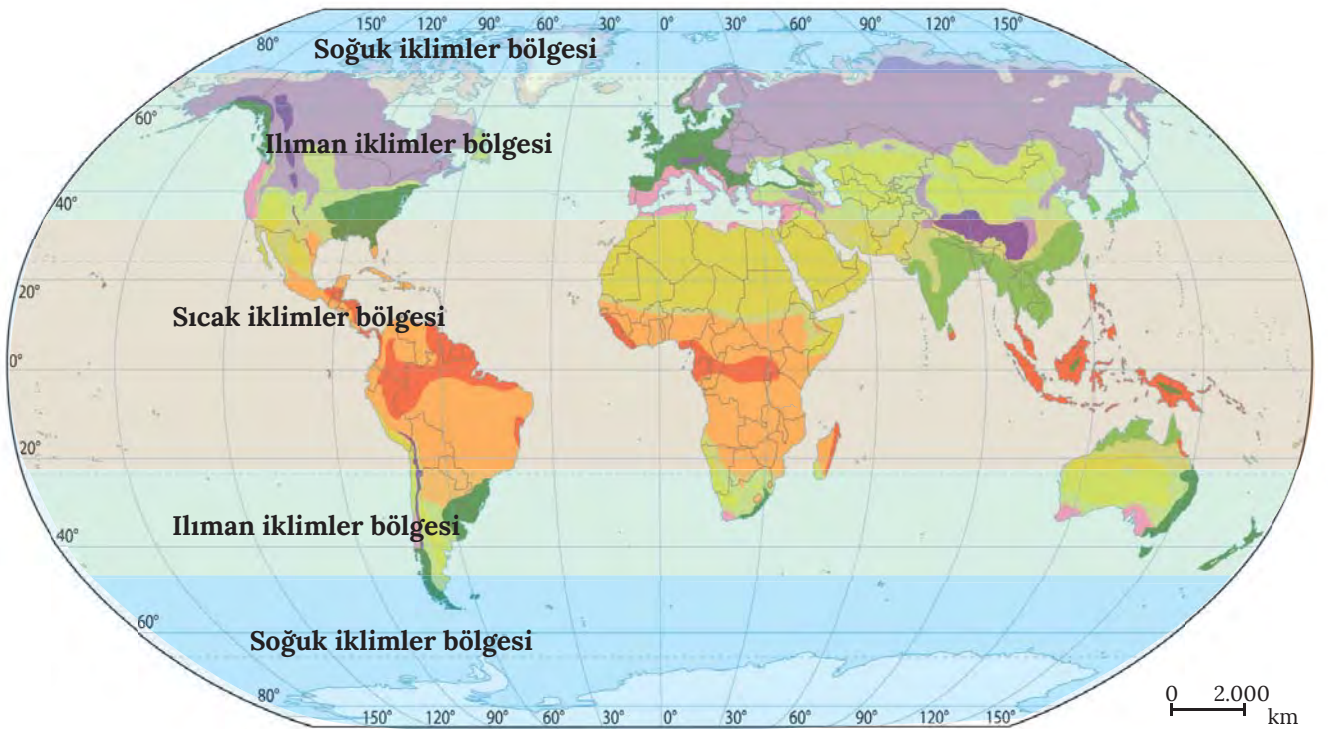 150° 120° 90° 60° 30° 0° 30° 60° 90° 120° 150°
80°
Soğuk iklimler bölgesi
60°
Ilıman iklimler bölgesi
40°
20°
Sıcak iklimler bölgesi
0°
20°
Ilıman iklimler bölgesi
40°
60°
Soğuk iklimler bölgesi
80°
0 2.000
km
150° 120° 90° 60° 30° 0° 30° 60° 90° 120° 150°